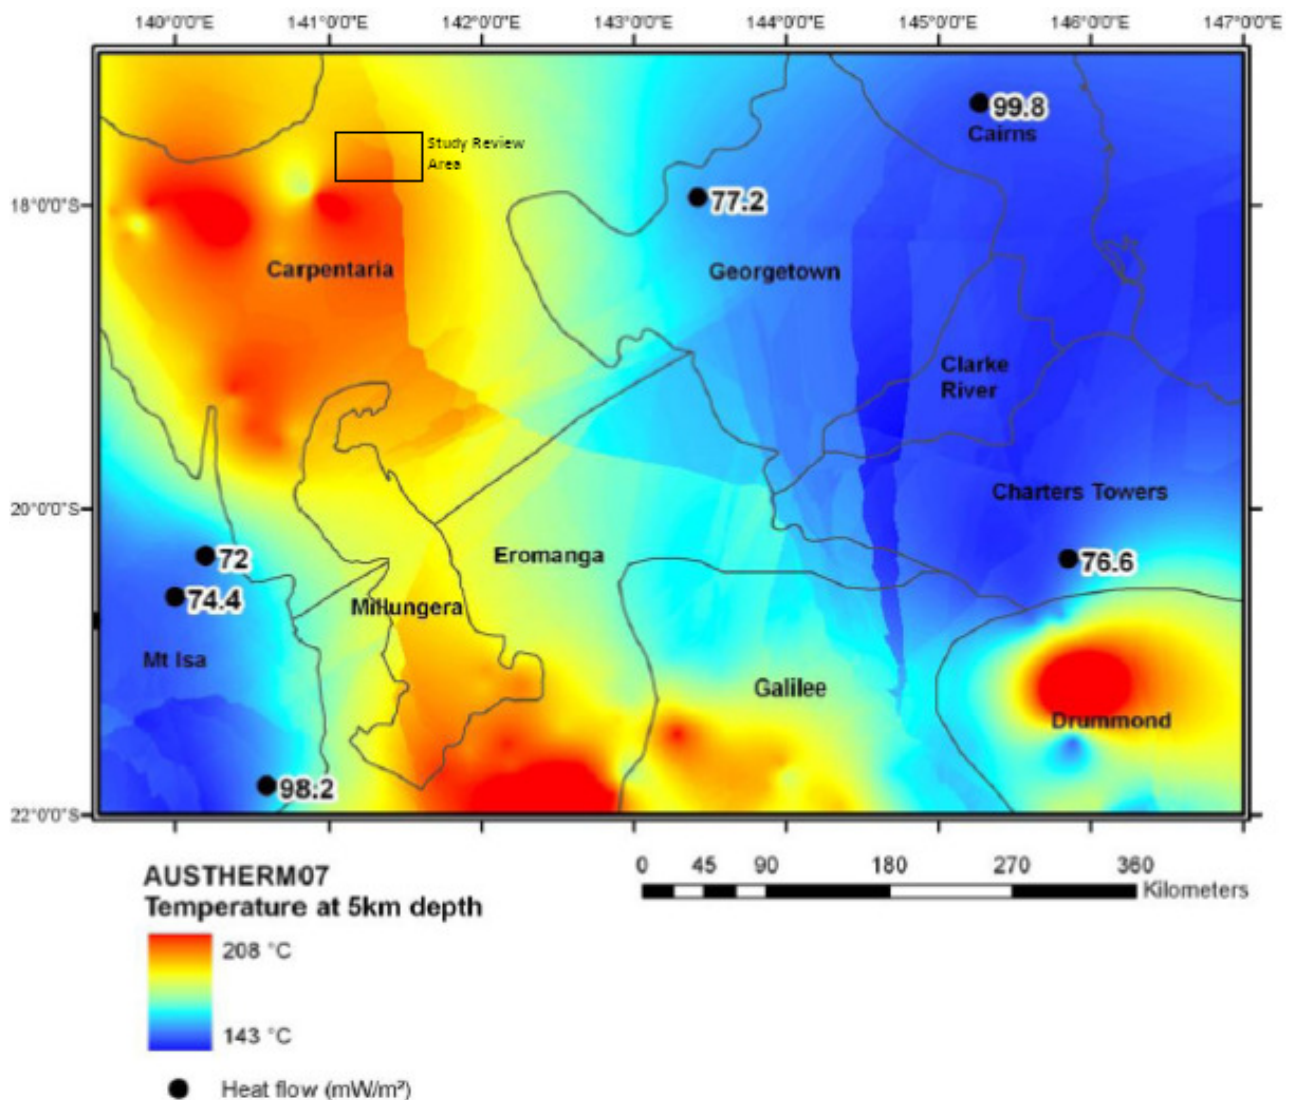 140°0'0"E 141°0'0"E 142°0'0"E 143°0'0"E 144°0'0"E 145°0'0"E 146°0'0"E 147°0'0"E
99.8
Cairns
Study Review
Area
18°0'0"S
77.2
Carpentaria
Georgetown
Clarke
River
Charters Towers
20°0'0"S
Eromanga
72
76.6
74.4
Millungera
Mt Isa
Galilee
Drummond
98.2
22°0'0"S
AUSTHERM07
Temperature at 5km depth
0 45 90 180 270 360
Kilometers
208 °C
143 °C
Heat flow (mW/m²)